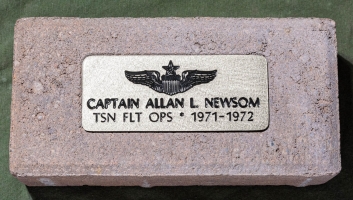 CAPTAIN ALLAN L. NEWSOM
TSN FLT OPS * 1971-1972